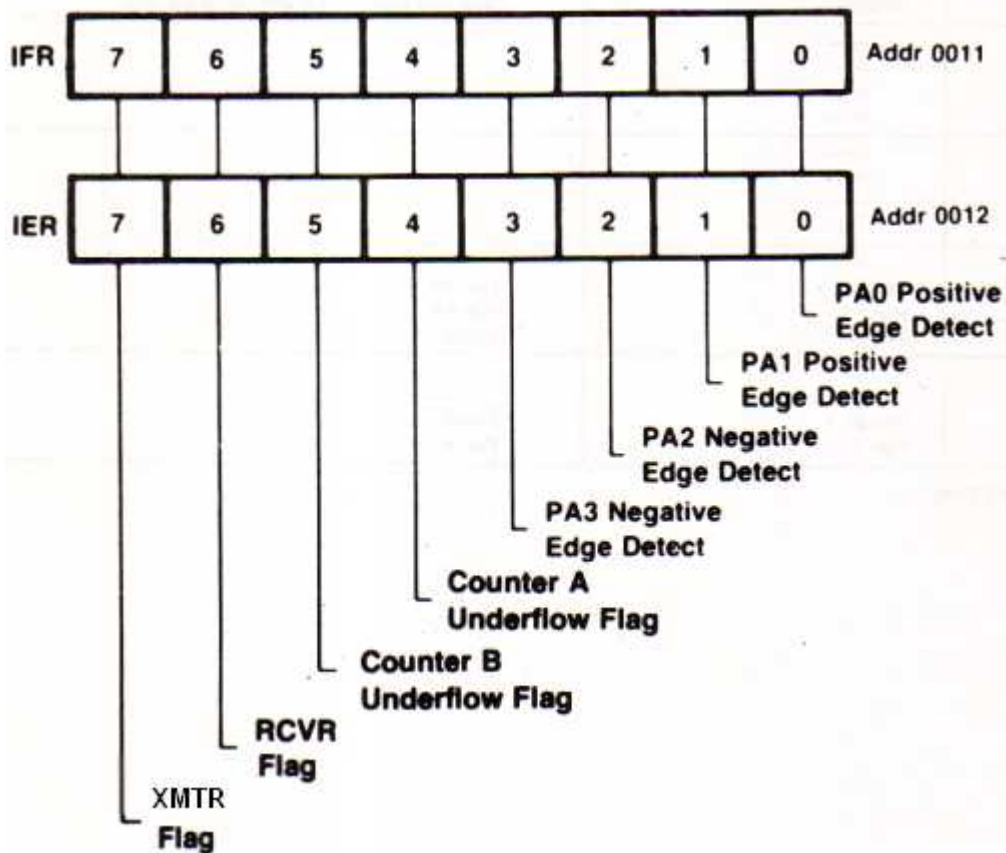 IFR 7 6 5 4 3 2 1 0 Addr 0011
IER 7 6 5 4 3 2 1 0 Addr 0012
PA0 Positive
Edge Detect
PA1 Positive
Edge Detect
PA2 Negative
Edge Detect
PA3 Negative
Edge Detect
Counter A
Underflow Flag
Counter B
Underflow Flag
RCVR
Flag
XMTR
Flag